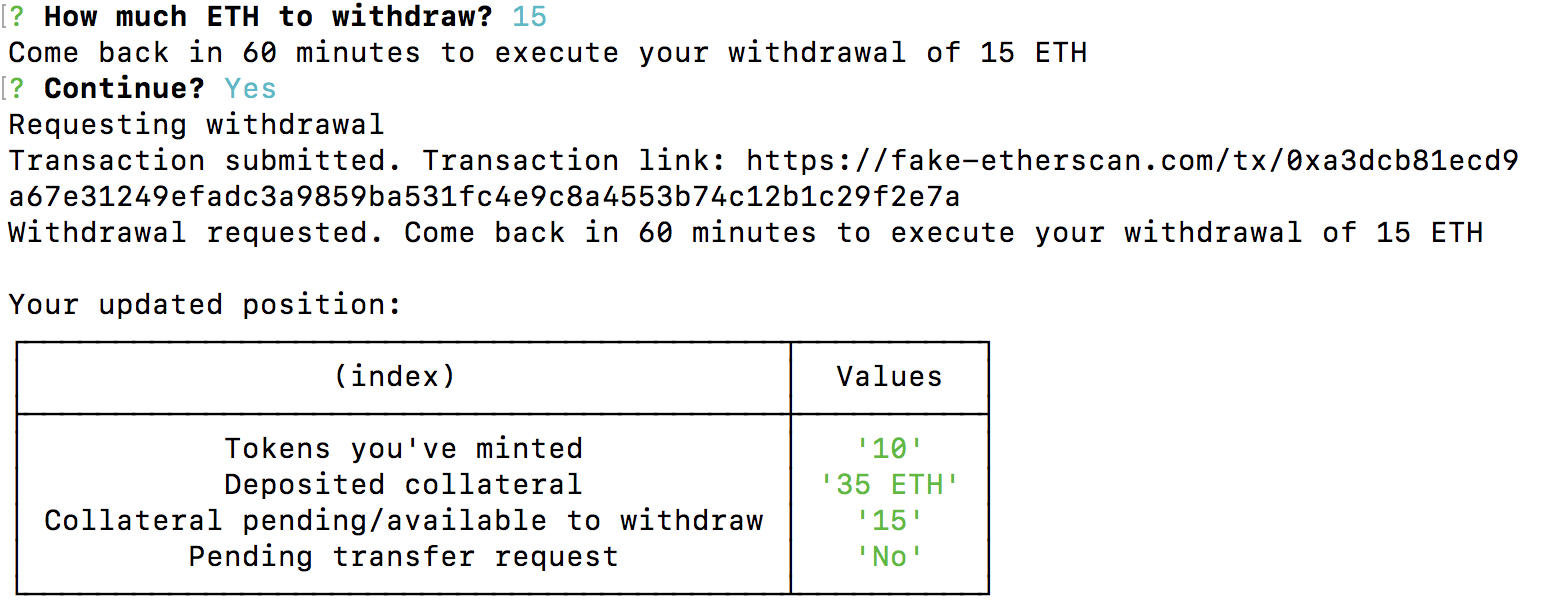 ? How much ETH to withdraw? 15
Come back in 60 minutes to execute your withdrawal of 15 ETH
? Continue? Yes
Requesting withdrawal
Transaction submitted. Transaction link: https://fake-etherscan.com/tx/0xa3dcb81ecd9
a67e31249efadc3a9859ba531fc4e9c8a4553b74c12b1c29f2e7a
Withdrawal requested. Come back in 60 minutes to execute your withdrawal of 15 ETH
Your updated position:
(index) Values
Tokens you've minted '10'
Deposited collateral '35 ETH'
Collateral pending/available to withdraw '15'
Pending transfer request 'No'